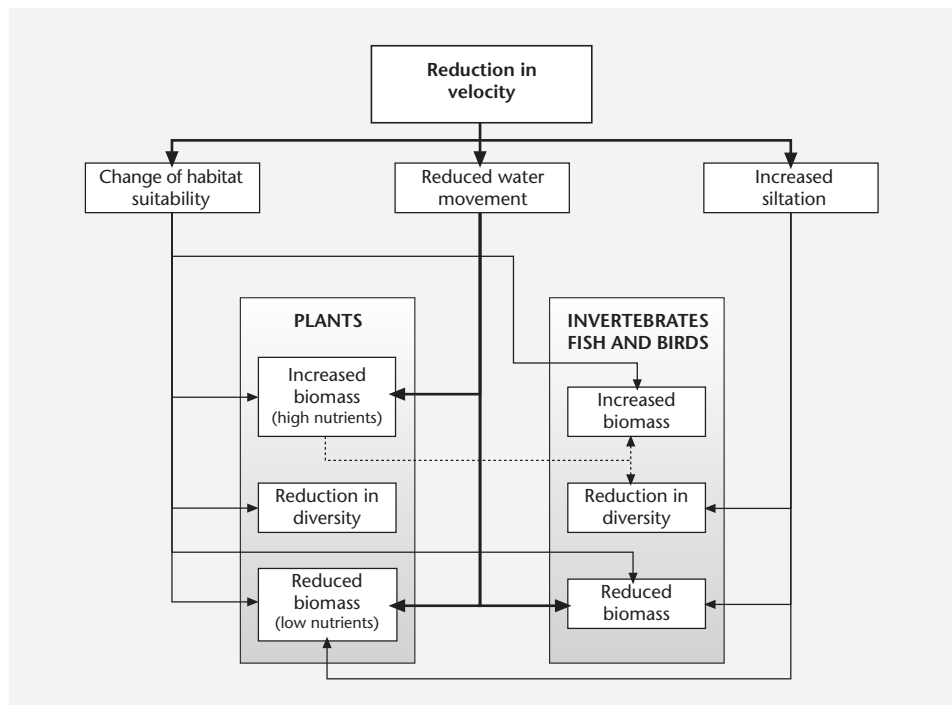 Reduction in
velocity
Change of habitat
suitability
Reduced water
movement
Increased
siltation
PLANTS
Increased
biomass
(high nutrients)
Reduction in
diversity
Reduced
biomass
(low nutrients)
INVERTEBRATES
FISH AND BIRDS
Increased
biomass
Reduction in
diversity
Reduced
biomass